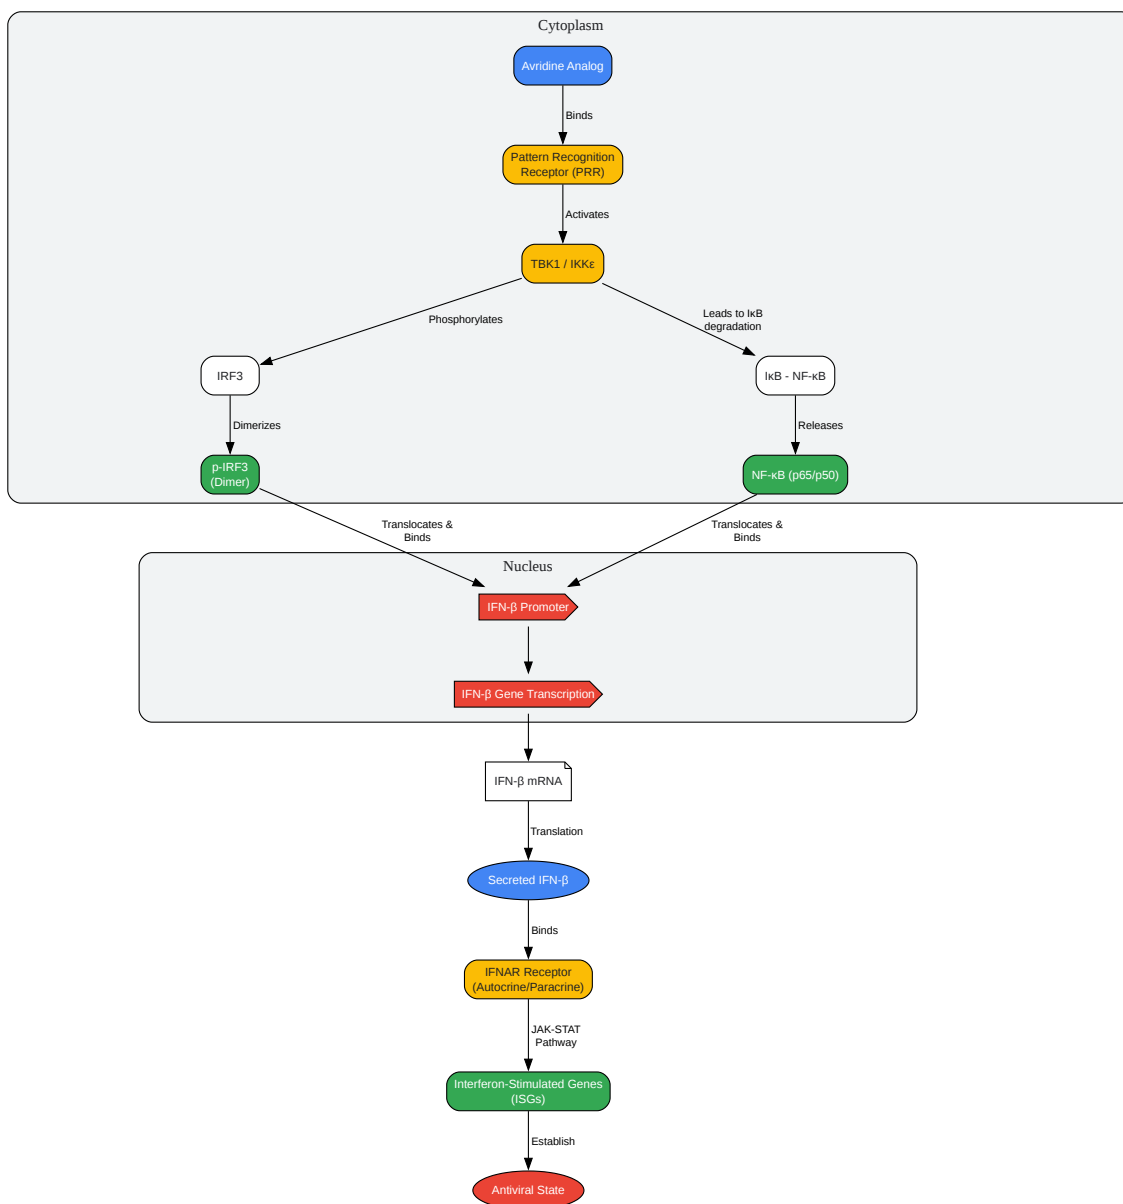 Cytoplasm
Avridine Analog
Binds
Pattern Recognition
Receptor (PRR)
Activates
TBK1 / IKKε
Phosphorylates
Leads to IκB
degradation
IRF3
IκB - NF-κB
Dimerizes
Releases
p-IRF3
(Dimer)
NF-κB (p65/p50)
Translocates &
Binds
Translocates &
Binds
Nucleus
IFN-β Promoter
IFN-β Gene Transcription
IFN-β mRNA
Translation
Secreted IFN-β
Binds
IFNAR Receptor
(Autocrine/Paracrine)
JAK-STAT
Pathway
Interferon-Stimulated Genes
(ISGs)
Establish
Antiviral State